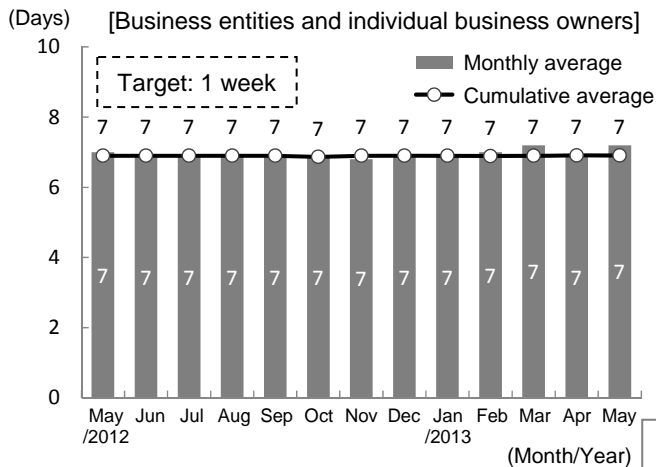 (Days) [Business entities and individual business owners]
10
Target: 1 week
Monthly average
Cumulative average
8
7 7 7 7 7 7 7 7 7 7 7 7 7
6
4
7 7 7 7 7 7 7 7 7 7 7 7 7
2
0
May Jun Jul Aug Sep Oct Nov Dec Jan Feb Mar Apr May
/2012 /2013
(Month/Year)